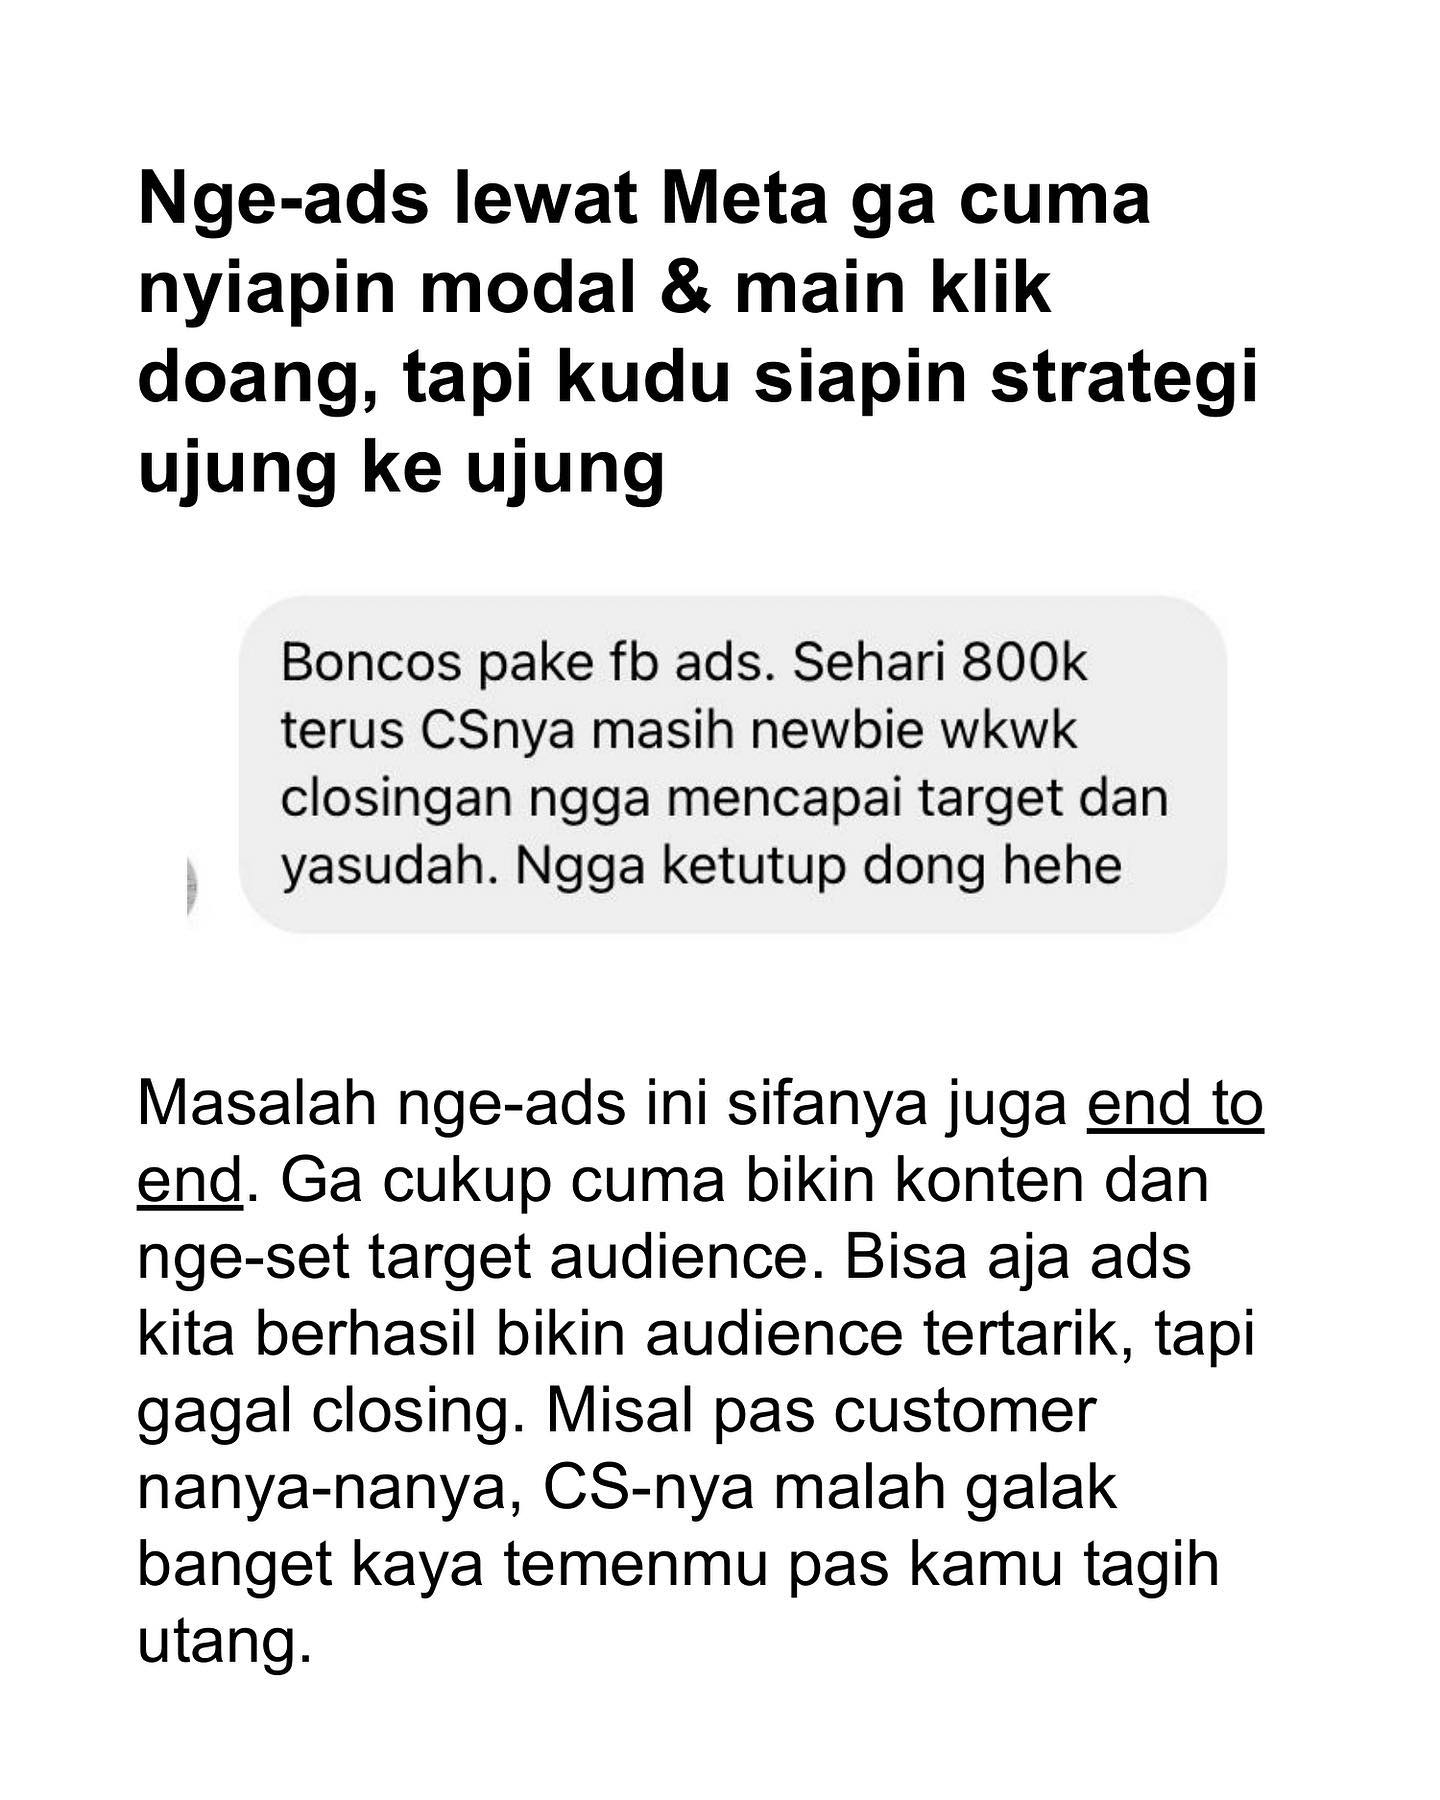 Nge-ads lewat Meta ga cuma
nyiapin modal & main klik
doang, tapi kudu siapin strategi
ujung ke ujung
Boncos pake fb ads. Sehari 800k
terus CSnya masih newbie wkwk
closingan ngga mencapai target dan
yasudah. Ngga ketutup dong hehe
Masalah nge-ads ini sifanya juga end to
end. Ga cukup cuma bikin konten dan
nge-set target audience. Bisa aja ads
kita berhasil bikin audience tertarik, tapi
gagal closing. Misal pas customer
nanya-nanya, CS-nya malah galak
banget kaya temenmu pas kamu tagih
utang.